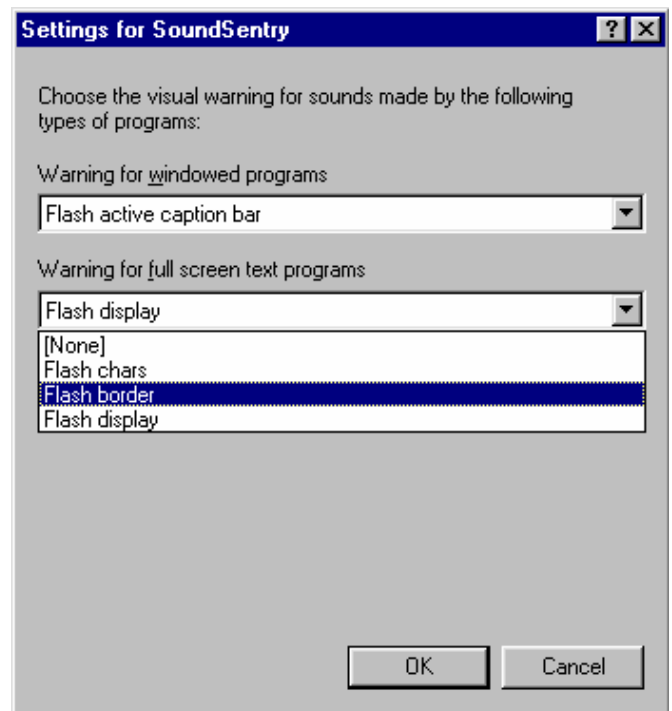 Settings for SoundSentry
Choose the visual warning for sounds made by the following
types of programs:
Warning for windowed programs
Flash active caption bar
Warning for full screen text programs
Flash display
[None]
Flash chars
Flash border
Flash display
OK Cancel